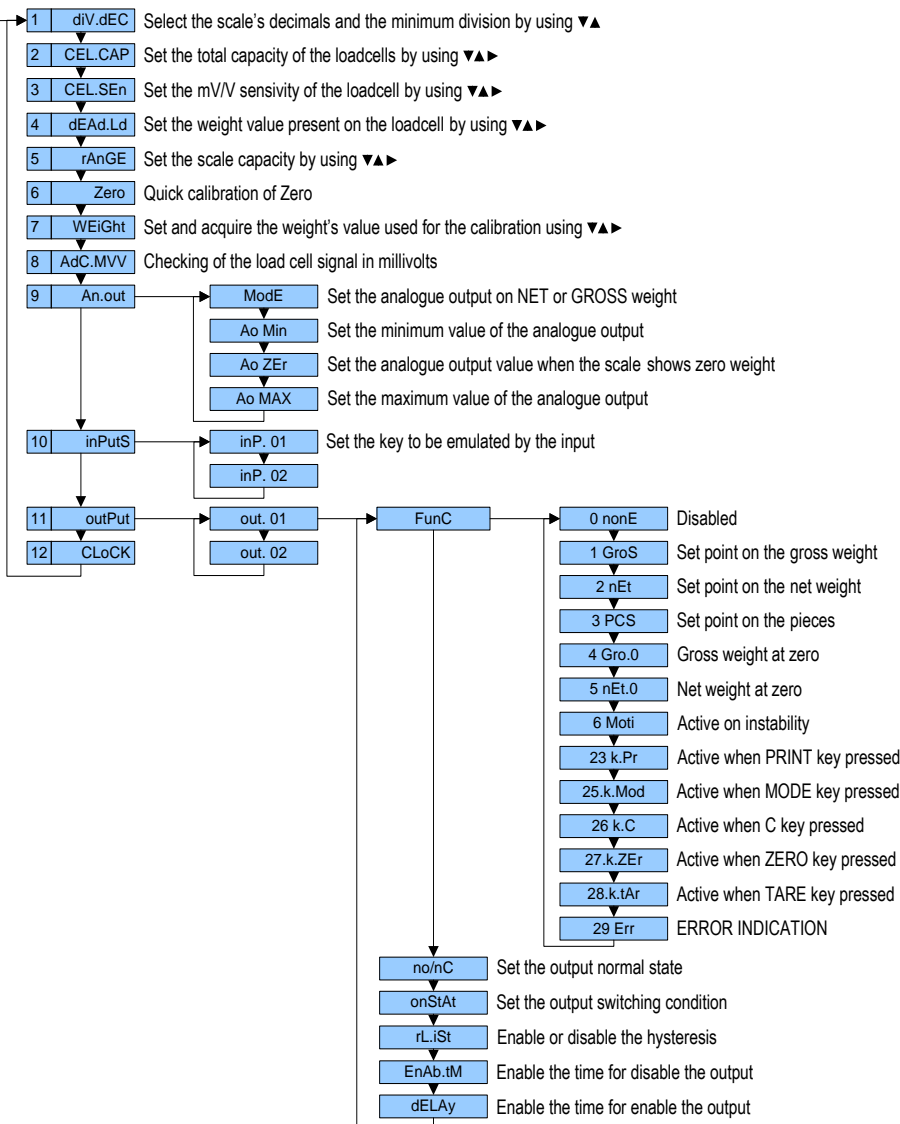 1 diV.dEC Select the scale's decimals and the minimum division by using ▼▲
2 CEL.CAP Set the total capacity of the loadcells by using ▼▲►
3 CEL.SEn Set the mV/V sensivity of the loadcell by using ▼▲►
4 dEAd.Ld Set the weight value present on the loadcell by using ▼▲►
5 rAnGE Set the scale capacity by using ▼▲►
6 Zero Quick calibration of Zero
7 WEiGht Set and acquire the weight's value used for the calibration using ▼▲►
8 AdC.MVV Checking of the load cell signal in millivolts
9 An.out ModE Set the analogue output on NET or GROSS weight
Ao Min Set the minimum value of the analogue output
Ao ZEr Set the analogue output value when the scale shows zero weight
Ao MAX Set the maximum value of the analogue output
10 inPutS inP. 01 Set the key to be emulated by the input
inP. 02
11 outPut out. 01 FunC 0 nonE Disabled
12 CLoCK out. 02 1 GroS Set point on the gross weight
2 nEt Set point on the net weight
3 PCS Set point on the pieces
4 Gro.0 Gross weight at zero
5 nEt.0 Net weight at zero
6 Moti Active on instability
23 k.Pr Active when PRINT key pressed
25.k.Mod Active when MODE key pressed
26 k.C Active when C key pressed
27.k.ZEr Active when ZERO key pressed
28.k.tAr Active when TARE key pressed
29 Err ERROR INDICATION
no/nC Set the output normal state
onStAt Set the output switching condition
rL.iSt Enable or disable the hysteresis
EnAb.tM Enable the time for disable the output
dELAy Enable the time for enable the output